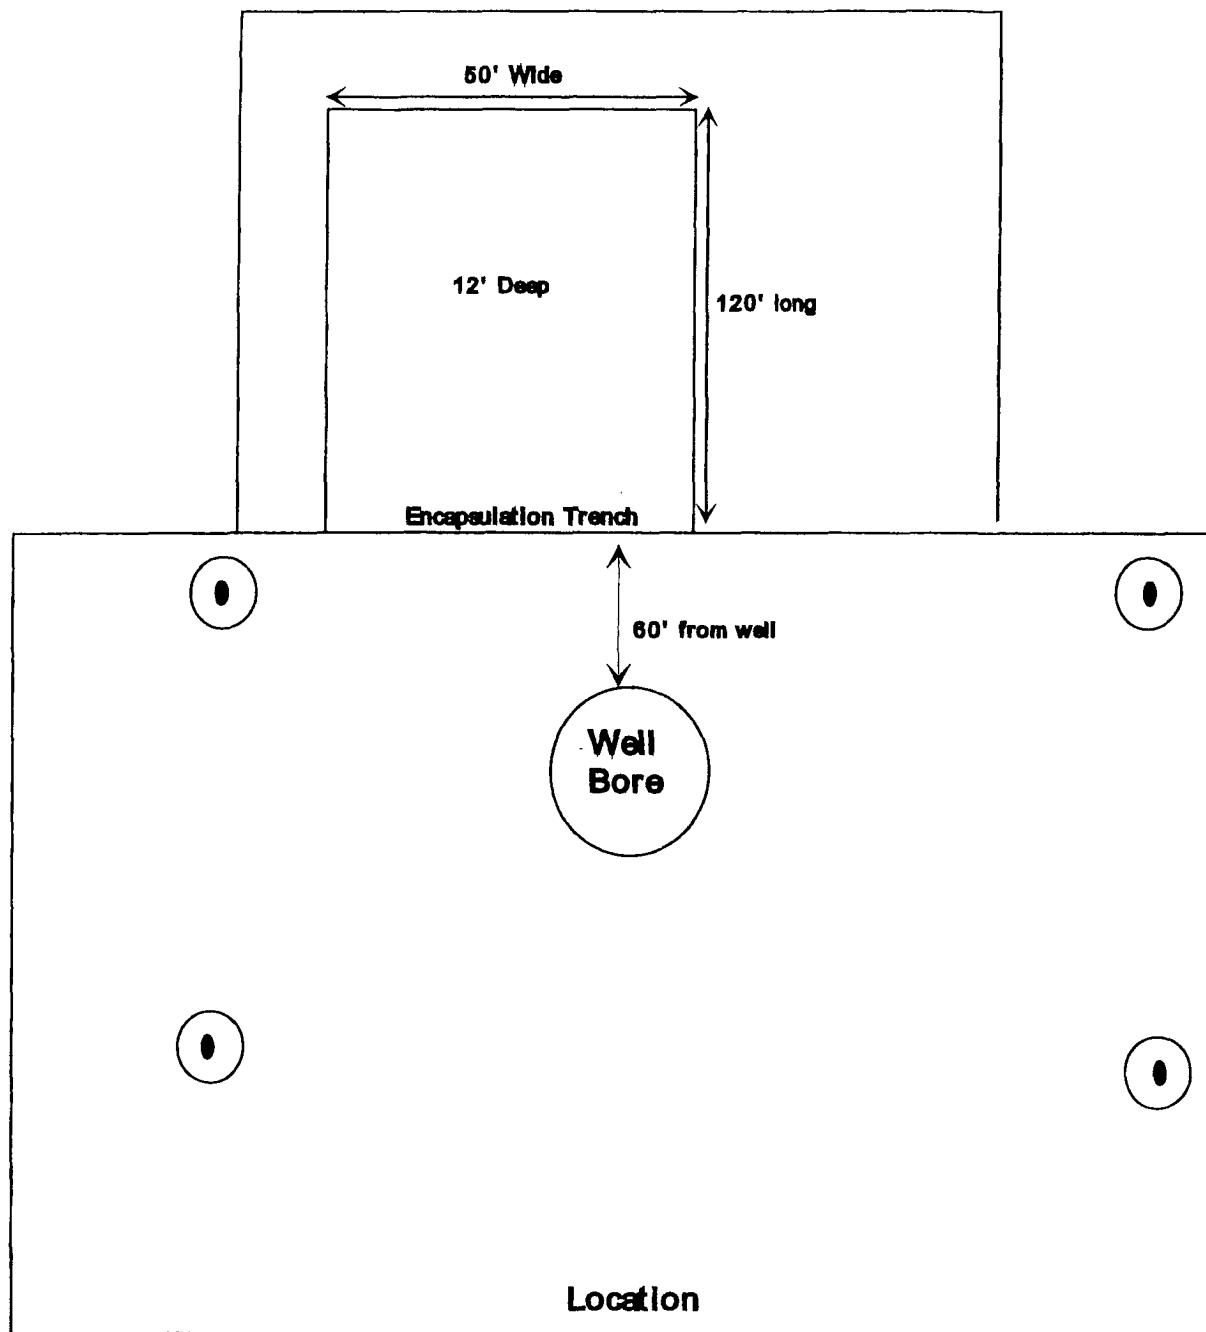 50' Wide
12' Deep
120' long
Encapsulation Trench
60' from well
Well
Bore
Location